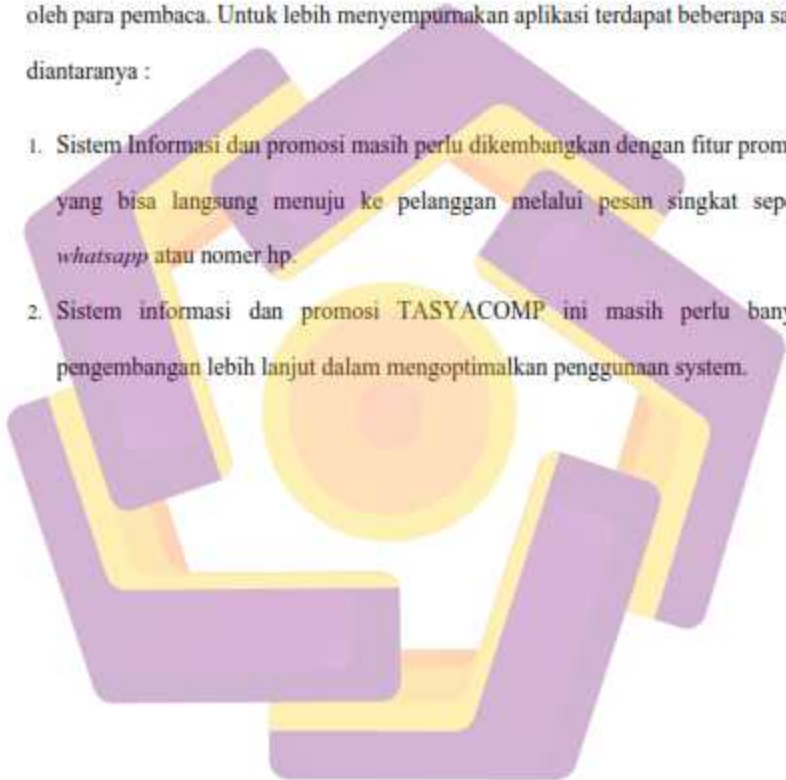 oleh para pembaca. Untuk lebih menyempurnakan aplikasi terdapat beberapa sa
diantaranya :
1. Sistem Informasi dan promosi masih perlu dikembangkan dengan fitur prom
yang bisa langsung menuju ke pelanggan melalui pesan singkat sep
whatsapp atau nomer hp.
2. Sistem informasi dan promosi TASYACOMP ini masih perlu bany
pengembangan lebih lanjut dalam mengoptimalkan penggunaan system.